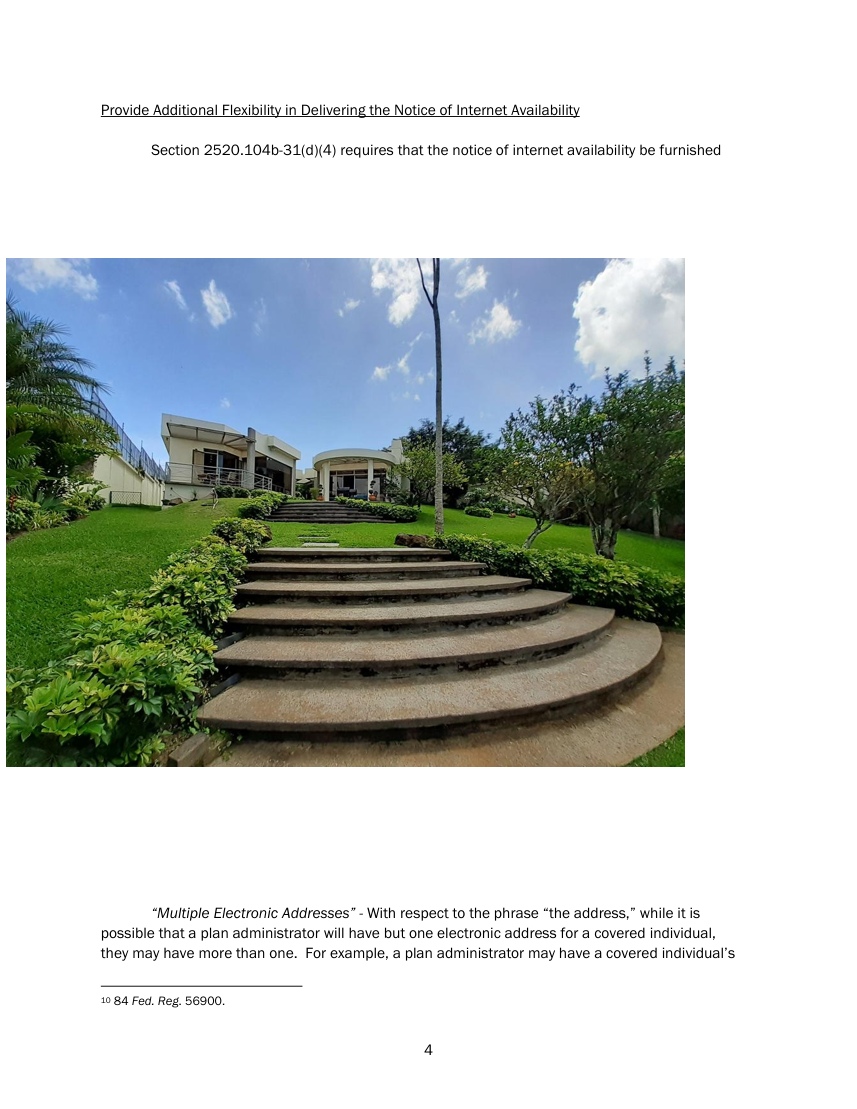 Provide Additional Flexibility in Delivering the Notice of Internet Availability
Section 2520.104b-31(d)(4) requires that the notice of internet availability be furnished
“Multiple Electronic Addresses” - With respect to the phrase “the address,” while it is
possible that a plan administrator will have but one electronic address for a covered individual,
they may have more than one.  For example, a plan administrator may have a covered individual’s
10 84 Fed. Reg. 56900.
4